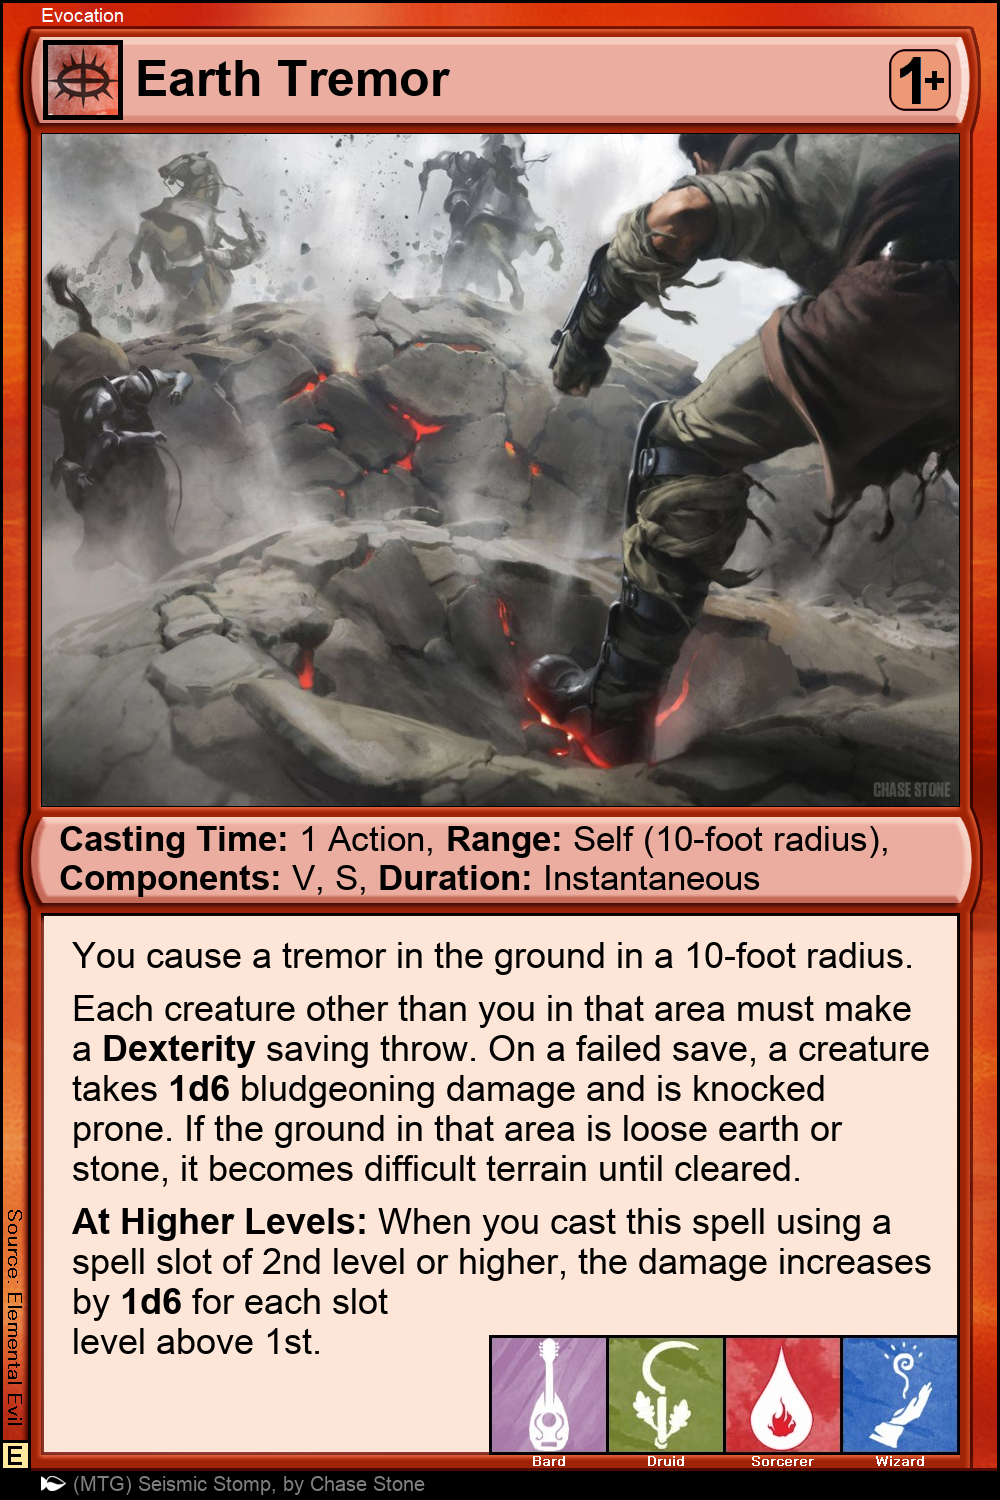 Evocation
Earth Tremor
1+
CHASE STONE
Casting Time: 1 Action, Range: Self (10-foot radius),
Components: V, S, Duration: Instantaneous
You cause a tremor in the ground in a 10-foot radius.
Each creature other than you in that area must make
a Dexterity saving throw. On a failed save, a creature
takes 1d6 bludgeoning damage and is knocked
prone. If the ground in that area is loose earth or
stone, it becomes difficult terrain until cleared.
At Higher Levels: When you cast this spell using a
spell slot of 2nd level or higher, the damage increases
by 1d6 for each slot
level above 1st.
Source: Elemental Evil
E
Bard
Druid
Sorcerer
Wizard
(MTG) Seismic Stomp, by Chase Stone